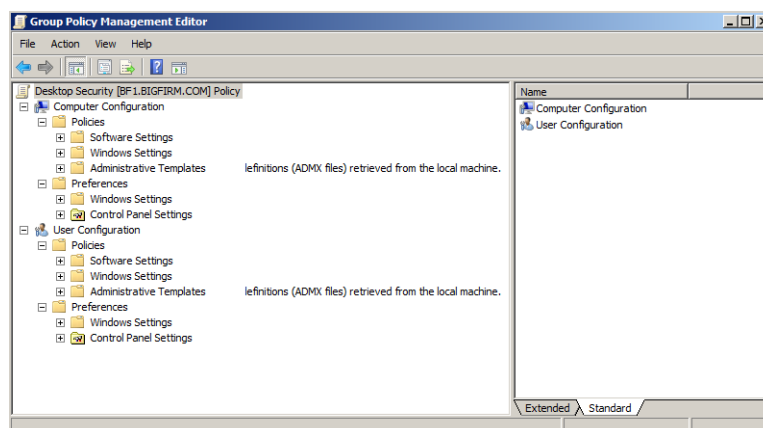 Group Policy Management Editor
File Action View Help
Desktop Security [BF1.BIGFIRM.COM] Policy
Computer Configuration
Policies
Software Settings
Windows Settings
Administrative Templates lefinitions (ADMX files) retrieved from the local machine.
Preferences
Windows Settings
Control Panel Settings
User Configuration
Policies
Software Settings
Windows Settings
Administrative Templates lefinitions (ADMX files) retrieved from the local machine.
Preferences
Windows Settings
Control Panel Settings
Name
Computer Configuration
User Configuration
Extended Standard